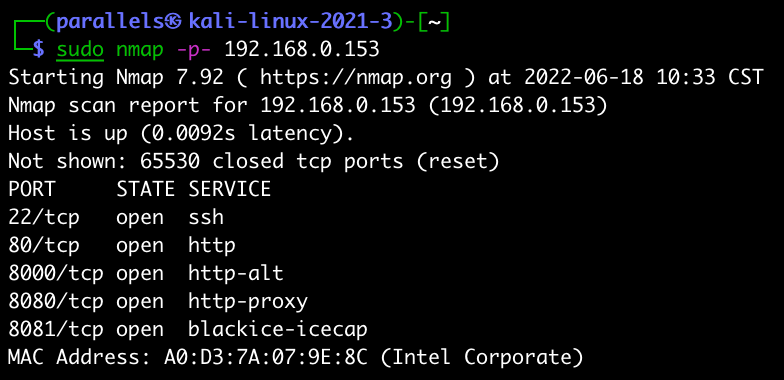 ┌──(parallels㉿kali-linux-2021-3)-[~]
└─$ sudo nmap -p- 192.168.0.153
Starting Nmap 7.92 ( https://nmap.org ) at 2022-06-18 10:33 CST
Nmap scan report for 192.168.0.153 (192.168.0.153)
Host is up (0.0092s latency).
Not shown: 65530 closed tcp ports (reset)
PORT     STATE SERVICE
22/tcp   open  ssh
80/tcp   open  http
8000/tcp open  http-alt
8080/tcp open  http-proxy
8081/tcp open  blackice-icecap
MAC Address: A0:D3:7A:07:9E:8C (Intel Corporate)